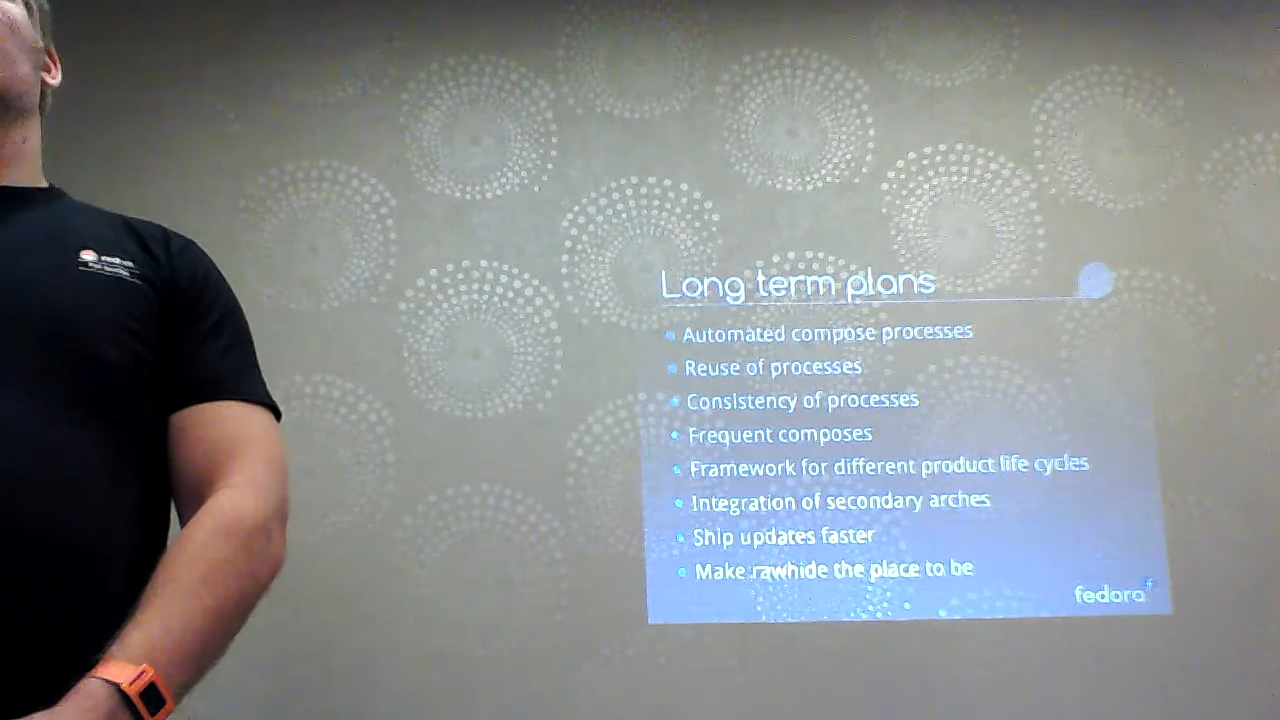 redhat
Long term plans
Automated compose processes
Reuse of processes
Consistency of processes
Frequent composes
Framework for different product life cycles
Integration of secondary arches
Ship updates faster
Make rawhide the place to be
fedora